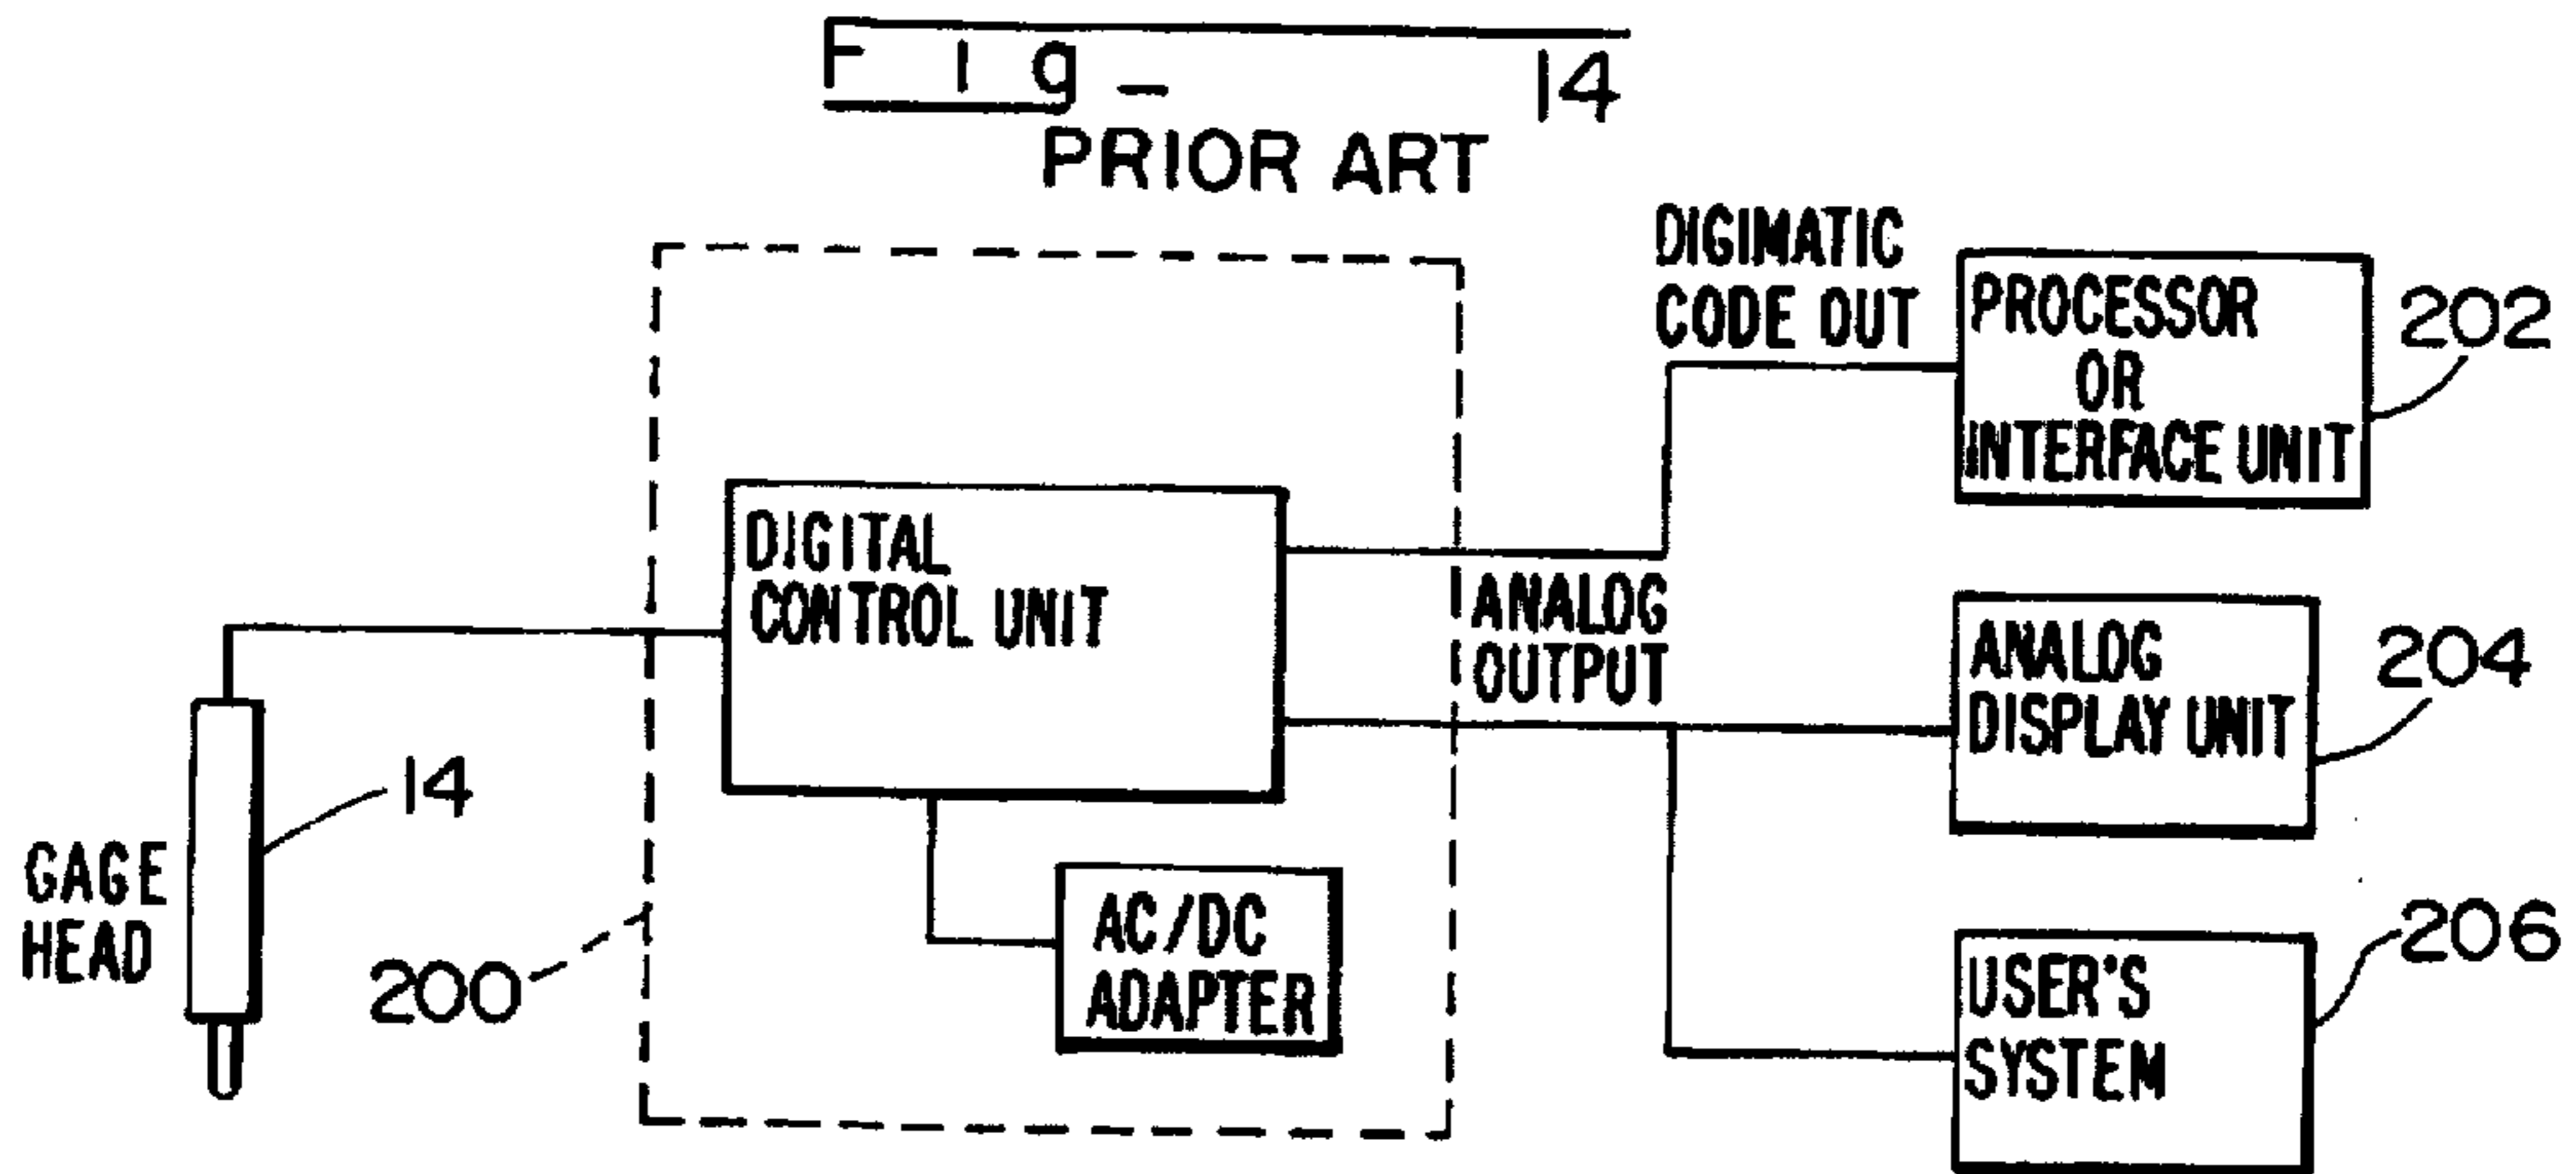 Fig_ 14
PRIOR ART
DIGIMATIC
CODE OUT
PROCESSOR
OR
INTERFACE UNIT
202
DIGITAL
CONTROL UNIT
ANALOG
OUTPUT
ANALOG
DISPLAY UNIT
204
14
GAGE
HEAD
200
AC/DC
ADAPTER
USER'S
SYSTEM
206